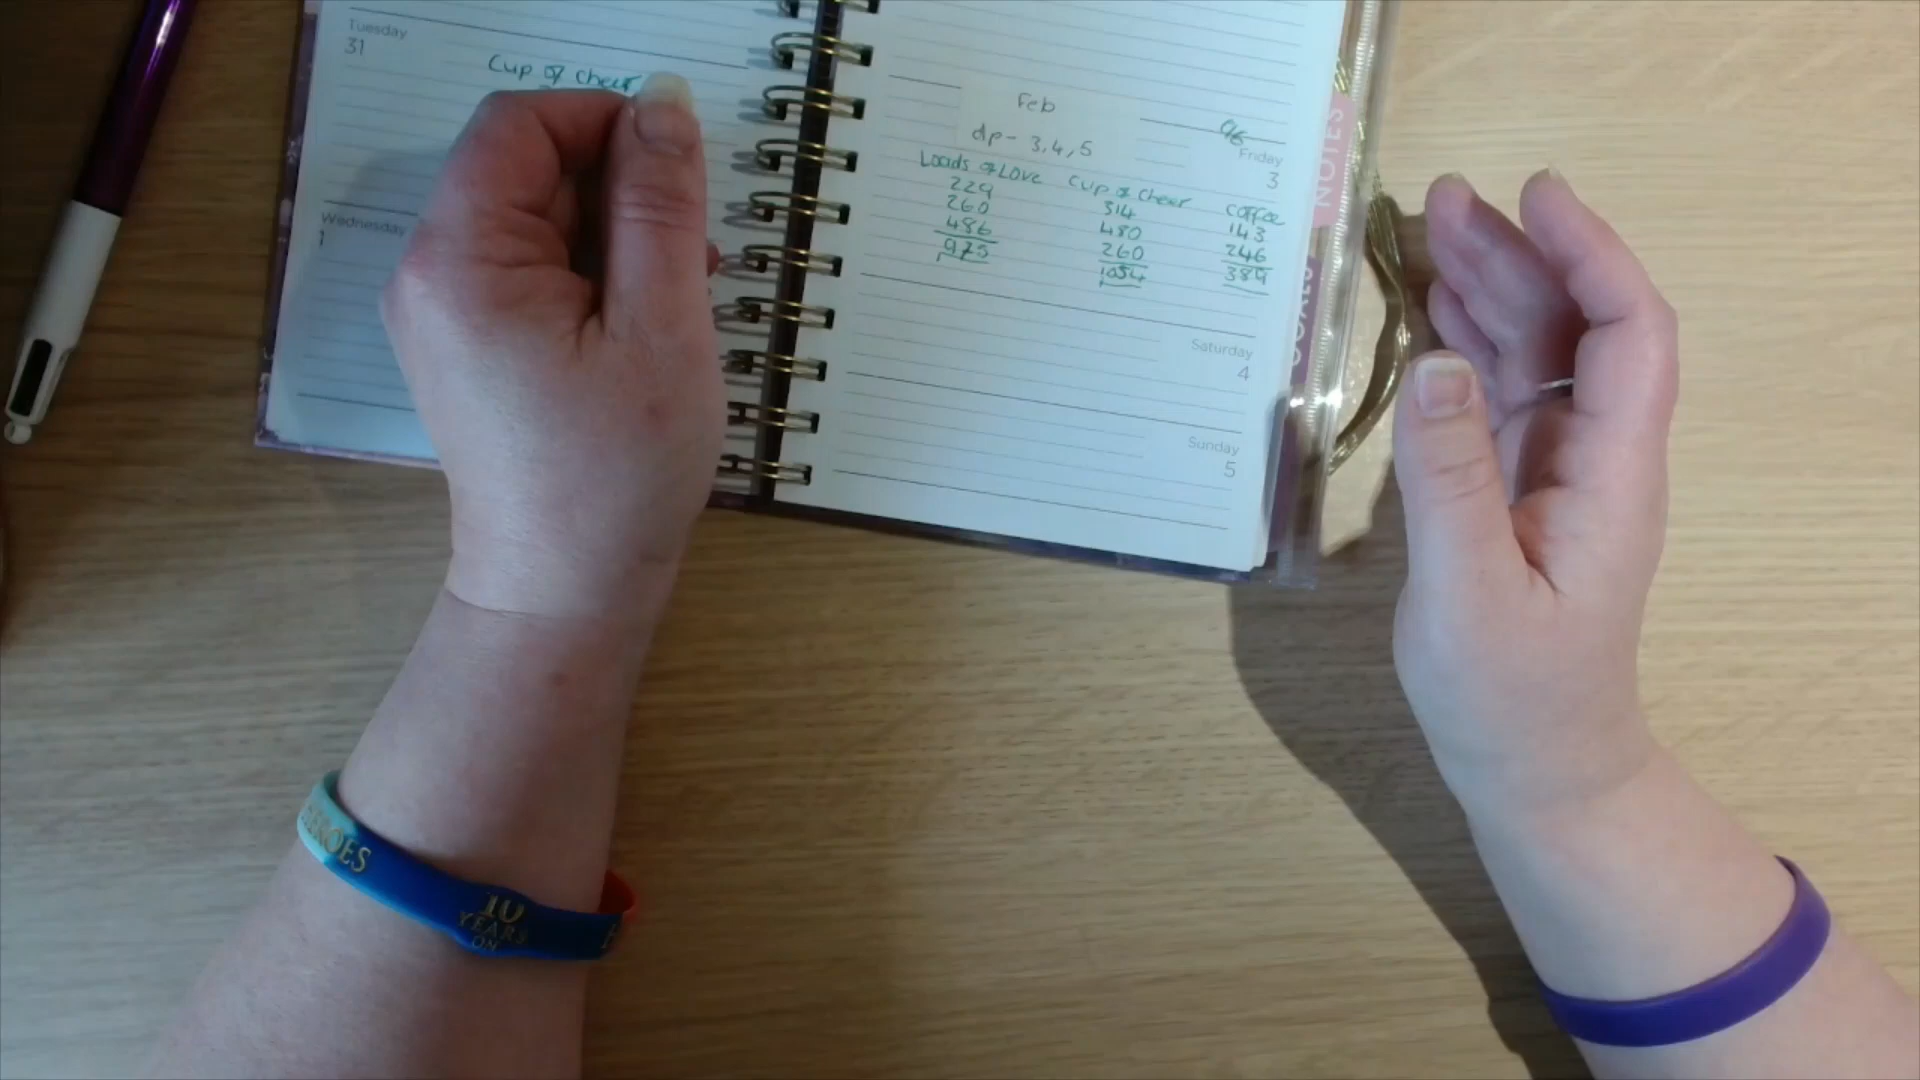 Tuesday
31
Cup of cheer
Wednesday
1
Feb
dp - 3,4,5
Friday
3
Loads of Love
229
260
486
975
Cup of cheer
314
480
260
1054
Coffee
143
246
389
Saturday
4
Sunday
5
NOTES
GOALS
HEROES
10
YEARS
ON